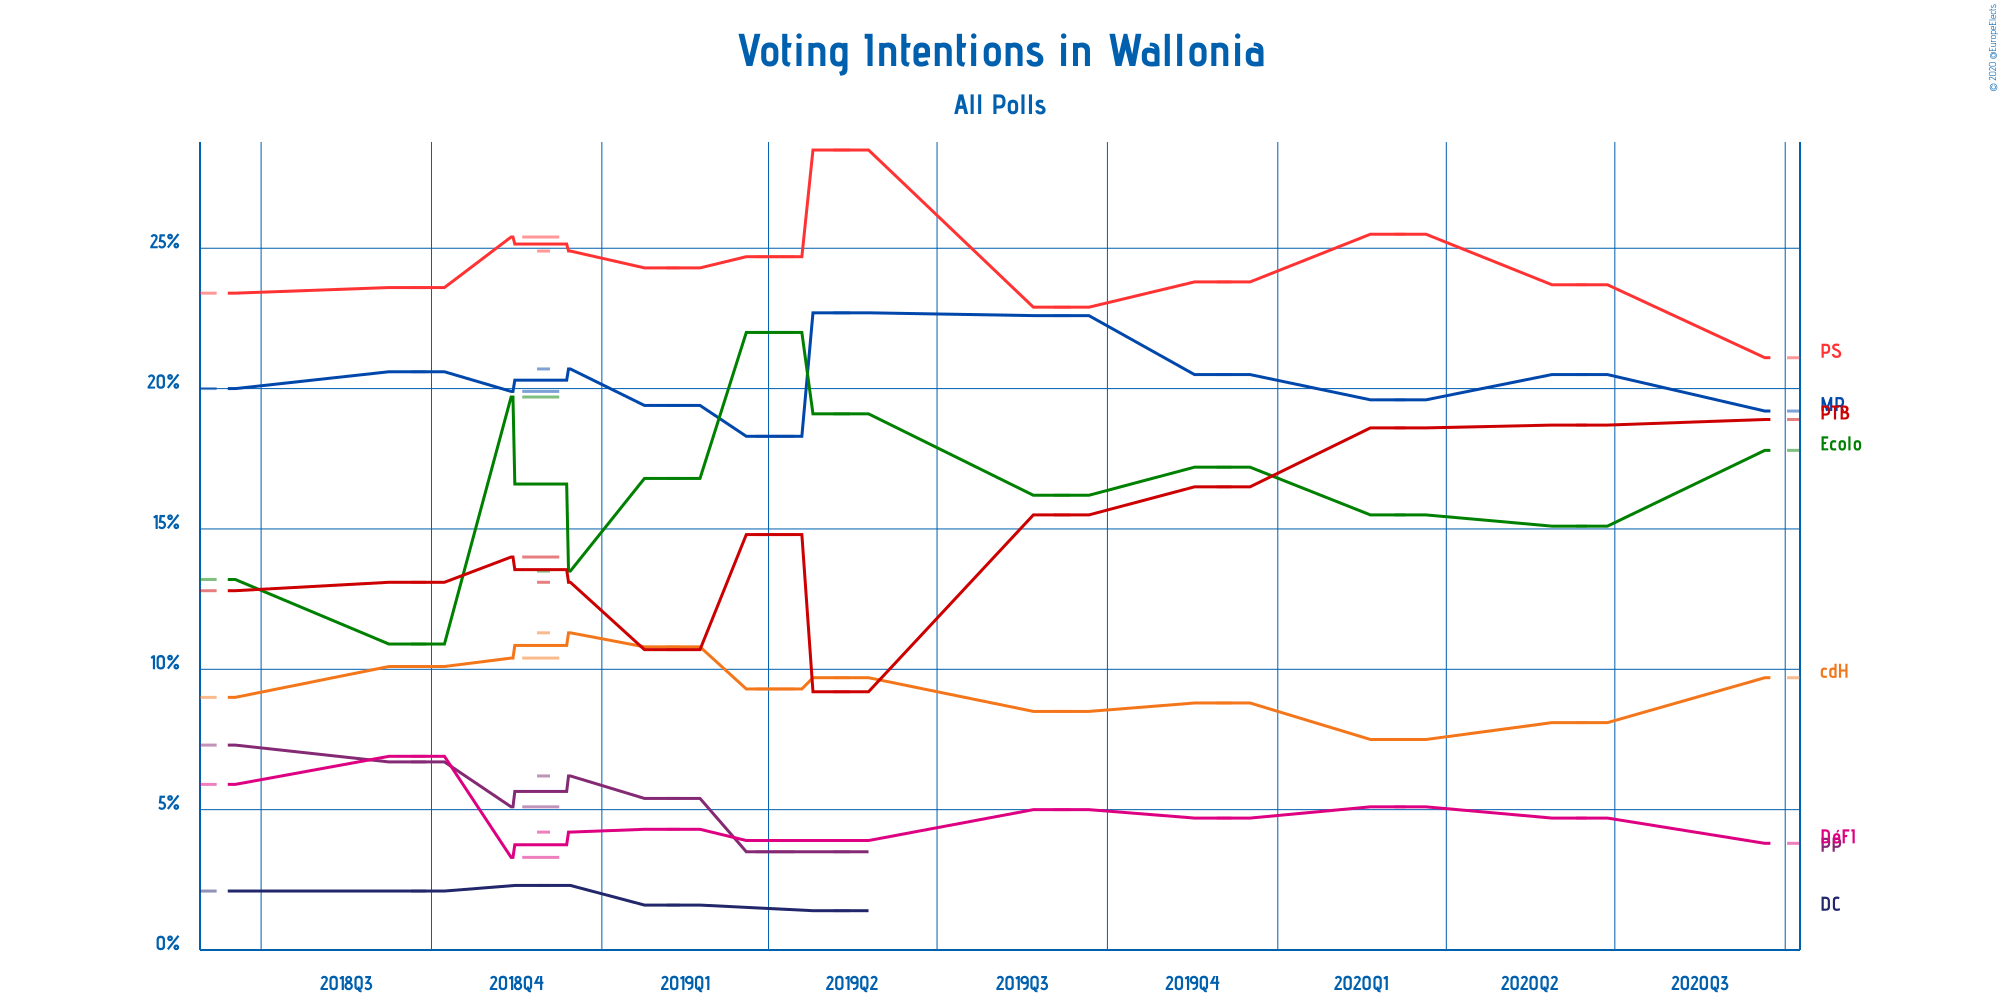 Voting Intentions in Wallonia
All Polls
© 2020 @EuropeElects
25%
20%
15%
10%
5%
0%
PS
MR
PTB
Ecolo
cdH
DéFI
PP
DC
2018Q3 2018Q4 2019Q1 2019Q2 2019Q3 2019Q4 2020Q1 2020Q2 2020Q3